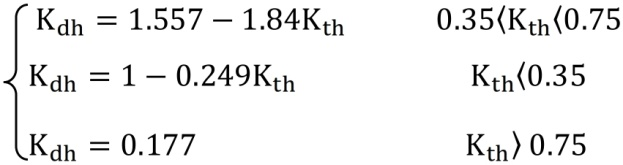 K_dh = 1.557 − 1.84K_th 0.35⟨K_th⟨0.75
K_dh = 1 − 0.249K_th K_th⟨0.35
K_dh = 0.177 K_th⟩ 0.75